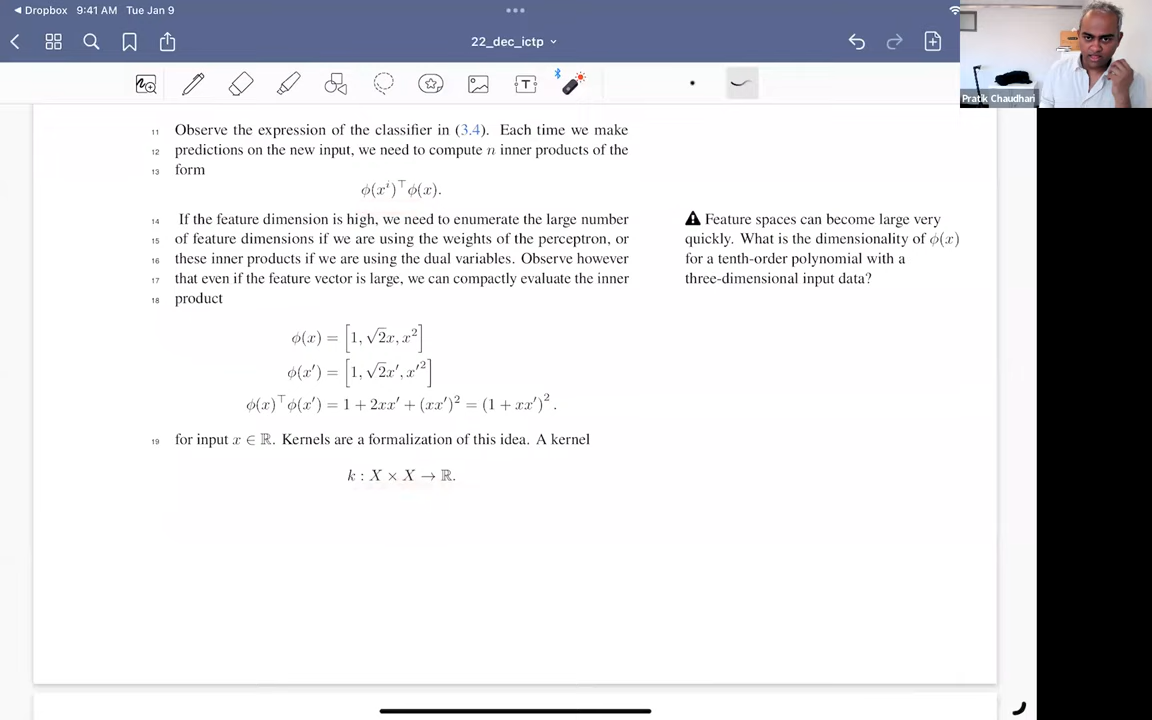 Dropbox 9:41 AM Tue Jan 9
22_dec_ictp
T
Pratik Chaudhari
11 Observe the expression of the classifier in (3.4). Each time we make
12 predictions on the new input, we need to compute n inner products of the
13 form
ϕ(xⁱ)^⊤ϕ(x).
14 If the feature dimension is high, we need to enumerate the large number
15 of feature dimensions if we are using the weights of the perceptron, or
16 these inner products if we are using the dual variables. Observe however
17 that even if the feature vector is large, we can compactly evaluate the inner
18 product
ϕ(x) = [1, √2x, x²]
ϕ(x′) = [1, √2x′, x′²]
ϕ(x)^⊤ϕ(x′) = 1 + 2xx′ + (xx′)² = (1 + xx′)².
19 for input x ∈ ℝ. Kernels are a formalization of this idea. A kernel
k : X × X → ℝ.
⚠ Feature spaces can become large very
quickly. What is the dimensionality of ϕ(x)
for a tenth-order polynomial with a
three-dimensional input data?